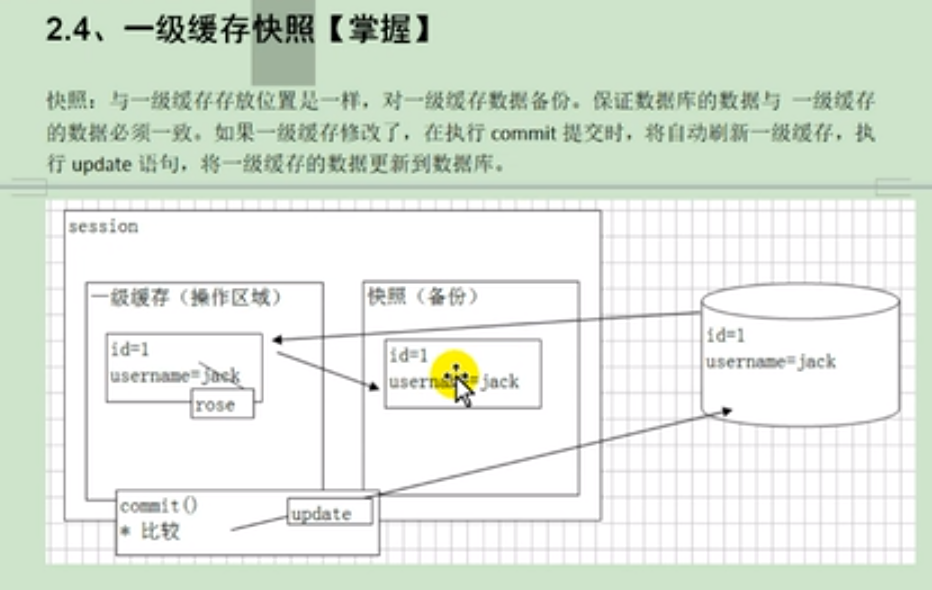 2.4、一级缓存快照【掌握】
快照：与一级缓存存放位置是一样，对一级缓存数据备份。保证数据库的数据与 一级缓存
的数据必须一致。如果一级缓存修改了，在执行 commit 提交时，将自动刷新一级缓存，执
行 update 语句，将一级缓存的数据更新到数据库。
session
一级缓存（操作区域）
id=1
username=jack
rose
快照（备份）
id=1
username=jack
id=1
username=jack
commit()
* 比较
update